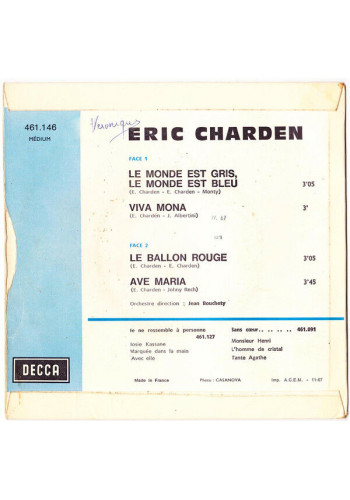 461.146
MÉDIUM
Véronique
ERIC CHARDEN
FACE 1
LE MONDE EST GRIS,
LE MONDE EST BLEU 3'05
(E. Charden - E. Charden - Monty)
VIVA MONA 3'
(E. Charden - J. Albertini)
FACE 2
LE BALLON ROUGE 3'05
(E. Charden - E. Charden)
AVE MARIA 3'45
(E. Charden - Johny Rech)
Orchestre direction : Jean Bouchety
Je ne ressemble à personne
461.127
Josie Kassune
Marquée dans la main
Avec elle
Sans cœur . . . . . 461.091
Monsieur Henri
L'homme de cristal
Tante Agathe
DECCA
Made in France
Photo : CASANOVA
Imp. A.C.E.M. - 11-67